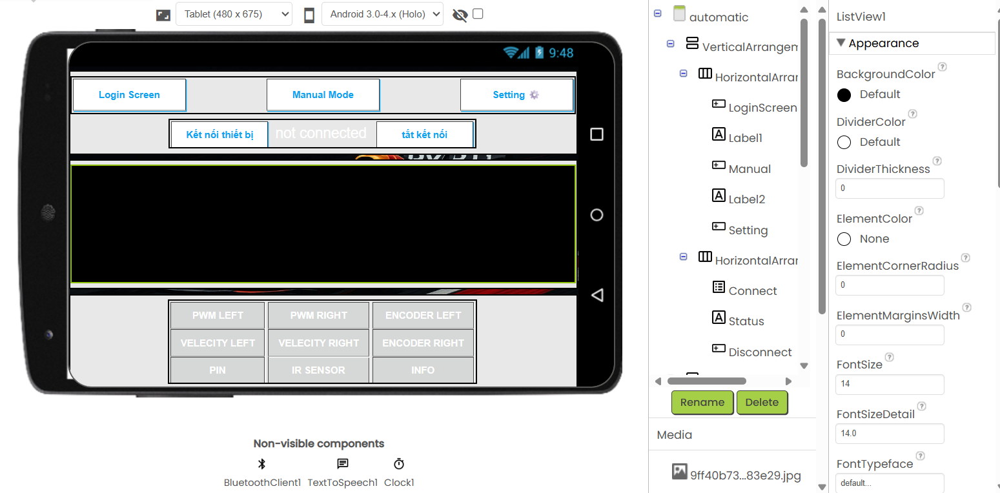 Tablet (480 x 675)
Android 3.0-4.x (Holo)
9:48
Login Screen
Manual Mode
Setting
Kết nối thiết bị
not connected
tắt kết nối
PWM LEFT
PWM RIGHT
ENCODER LEFT
VELECITY LEFT
VELECITY RIGHT
ENCODER RIGHT
PIN
IR SENSOR
INFO
Non-visible components
BluetoothClient1
TextToSpeech1
Clock1
automatic
VerticalArrangem
HorizontalArrar
LoginScreen
Label1
Manual
Label2
Setting
HorizontalArrar
Connect
Status
Disconnect
Rename
Delete
Media
9ff40b73...83e29.jpg
ListView1
Appearance
BackgroundColor
?
Default
DividerColor
?
Default
DividerThickness
?
0
ElementColor
?
None
ElementCornerRadius
?
0
ElementMarginsWidth
?
0
FontSize
?
14
FontSizeDetail
?
14.0
FontTypeface
?
default...